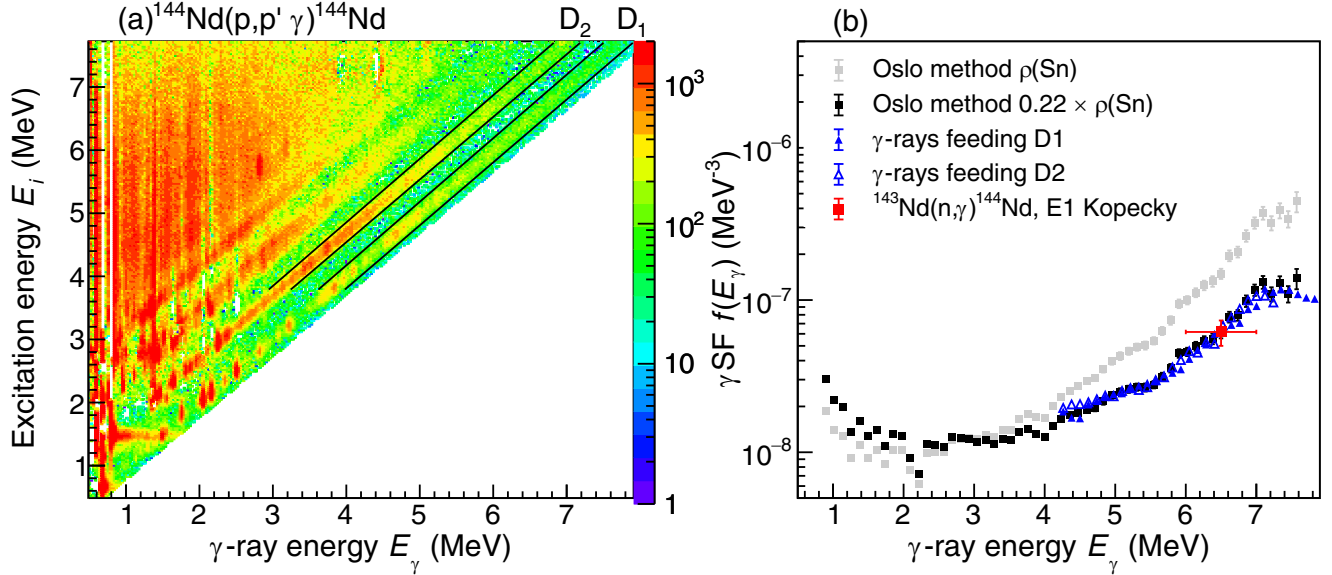 (a)¹⁴⁴Nd(p,p' γ)¹⁴⁴Nd
D₂ D₁
Excitation energy Eᵢ (MeV)
7
6
5
4
3
2
1
1 2 3 4 5 6 7
γ-ray energy Eᵧ (MeV)
10³
10²
10
1
(b)
Oslo method ρ(Sn)
Oslo method 0.22 × ρ(Sn)
γ-rays feeding D1
γ-rays feeding D2
¹⁴³Nd(n,γ)¹⁴⁴Nd, E1 Kopecky
γSF f(Eᵧ) (MeV⁻³)
10⁻⁶
10⁻⁷
10⁻⁸
1 2 3 4 5 6 7
γ-ray energy Eᵧ (MeV)